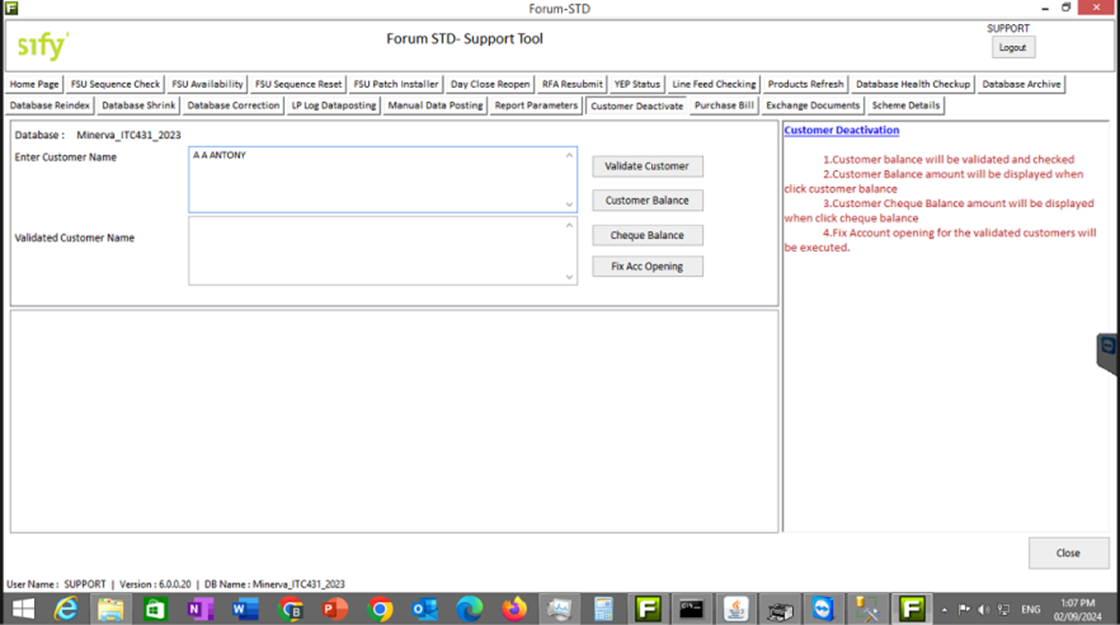 Forum-STD
sify
Forum STD- Support Tool
SUPPORT
Logout
Home Page FSU Sequence Check FSU Availability FSU Sequence Reset FSU Patch Installer Day Close Reopen RFA Resubmit YEP Status Line Feed Checking Products Refresh Database Health Checkup Database Archive
Database Reindex Database Shrink Database Correction LP Log Dataposting Manual Data Posting Report Parameters Customer Deactivate Purchase Bill Exchange Documents Scheme Details
Database : Minerva_ITC431_2023
Enter Customer Name
A A ANTONY
Validate Customer
Customer Balance
Validated Customer Name
Cheque Balance
Fix Acc Opening
Customer Deactivation
1.Customer balance will be validated and checked
2.Customer Balance amount will be displayed when
click customer balance
3.Customer Cheque Balance amount will be displayed
when click cheque balance
4.Fix Account opening for the validated customers will
be executed.
Close
User Name : SUPPORT | Version : 6.0.0.20 | DB Name : Minerva_ITC431_2023
ENG
1:07 PM
02/09/2024